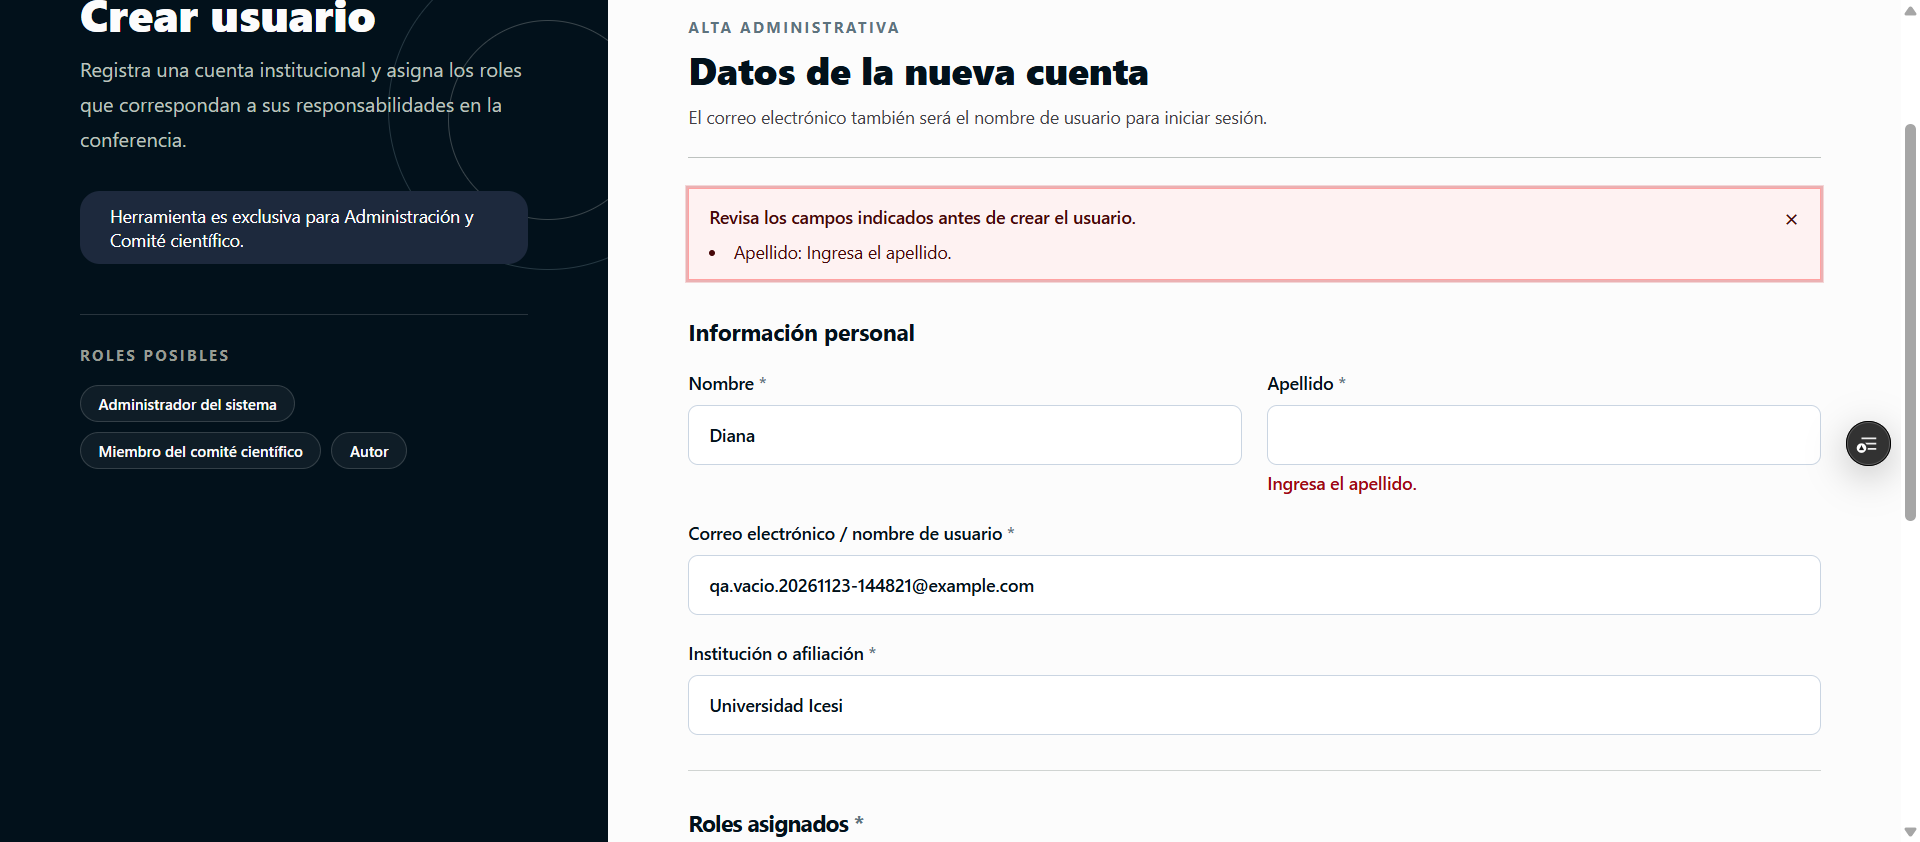 Crear usuario
Registra una cuenta institucional y asigna los roles
que correspondan a sus responsabilidades en la
conferencia.
Herramienta es exclusiva para Administración y
Comité científico.
ROLES POSIBLES
Administrador del sistema
Miembro del comité científico
Autor
ALTA ADMINISTRATIVA
Datos de la nueva cuenta
El correo electrónico también será el nombre de usuario para iniciar sesión.
Revisa los campos indicados antes de crear el usuario.
• Apellido: Ingresa el apellido.
Información personal
Nombre *
Diana
Apellido *
Ingresa el apellido.
Correo electrónico / nombre de usuario *
qa.vacio.20261123-144821@example.com
Institución o afiliación *
Universidad Icesi
Roles asignados *